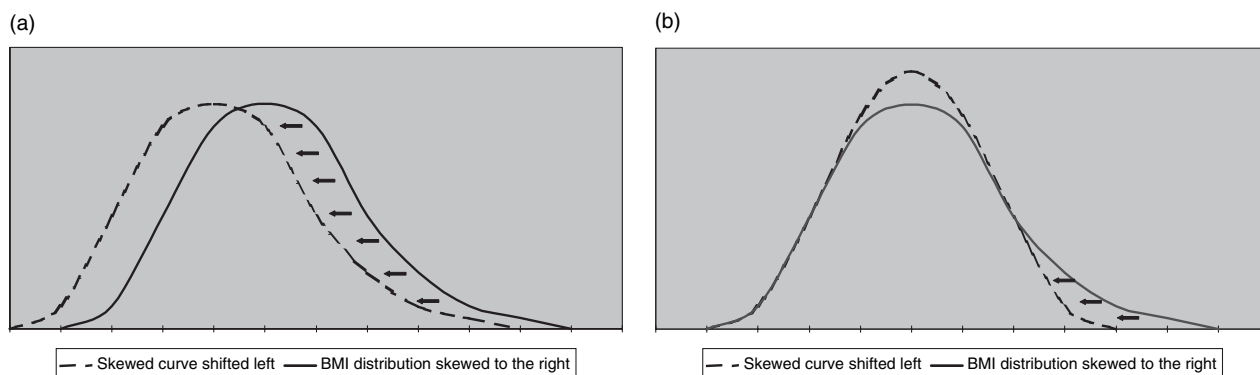 (a)
(b)
Skewed curve shifted left BMI distribution skewed to the right
Skewed curve shifted left BMI distribution skewed to the right